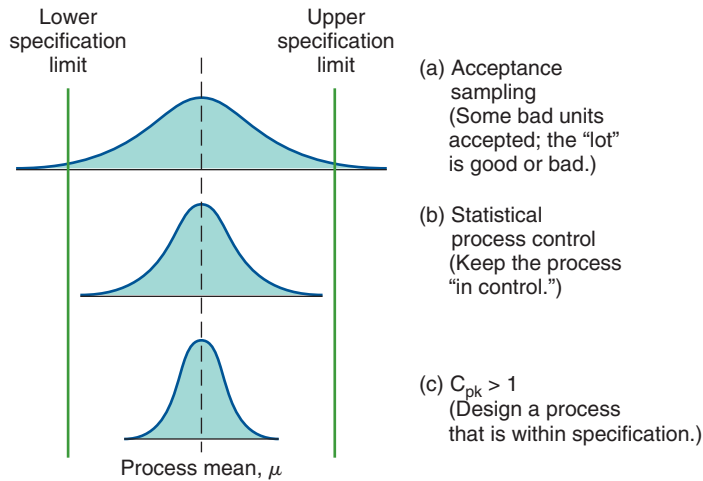 Lower
specification
limit
Upper
specification
limit
(a) Acceptance
sampling
(Some bad units
accepted; the “lot”
is good or bad.)
(b) Statistical
process control
(Keep the process
“in control.”)
(c) Cpk > 1
(Design a process
that is within specification.)
Process mean, μ